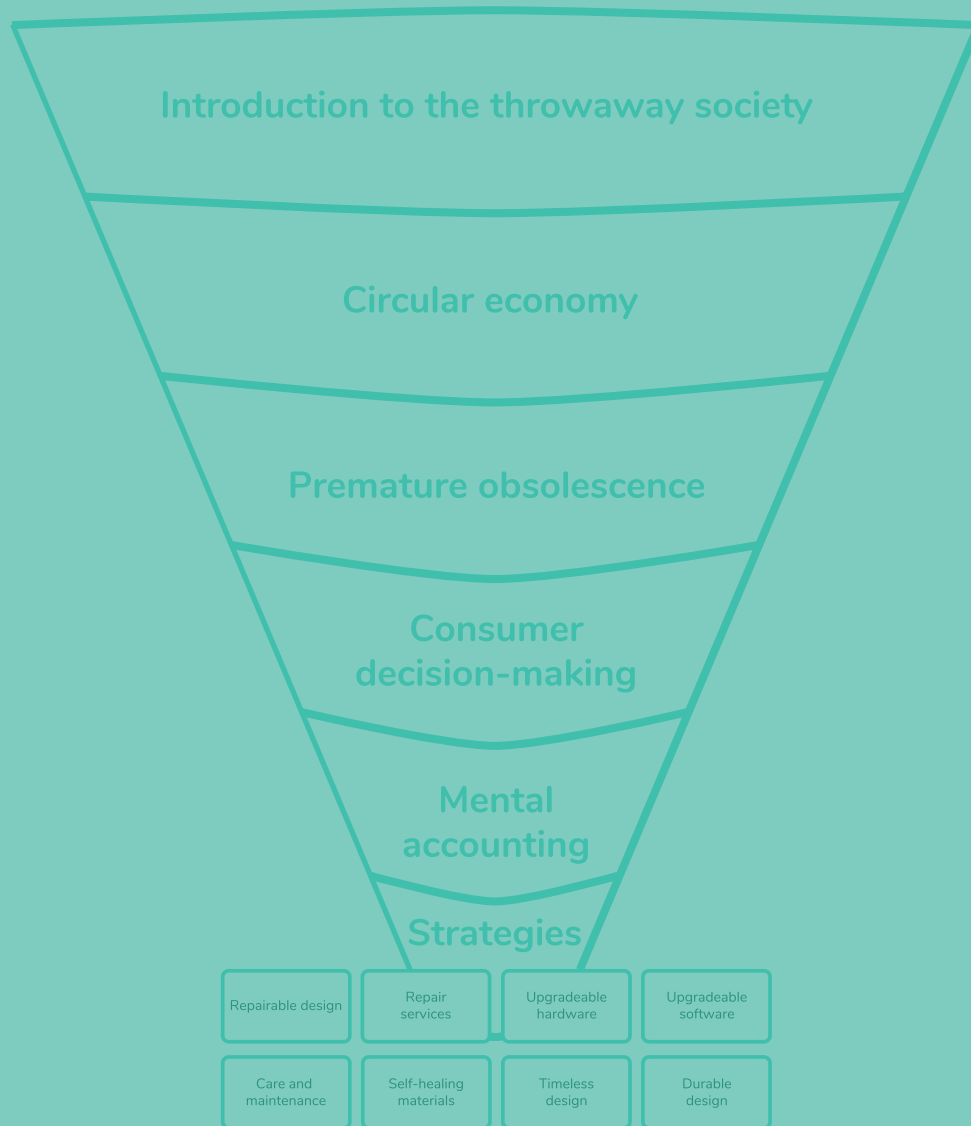 Introduction to the throwaway society
Circular economy
Premature obsolescence
Consumer
decision-making
Mental
accounting
Strategies
Repairable design
Repair
services
Upgradeable
hardware
Upgradeable
software
Care and
maintenance
Self-healing
materials
Timeless
design
Durable
design